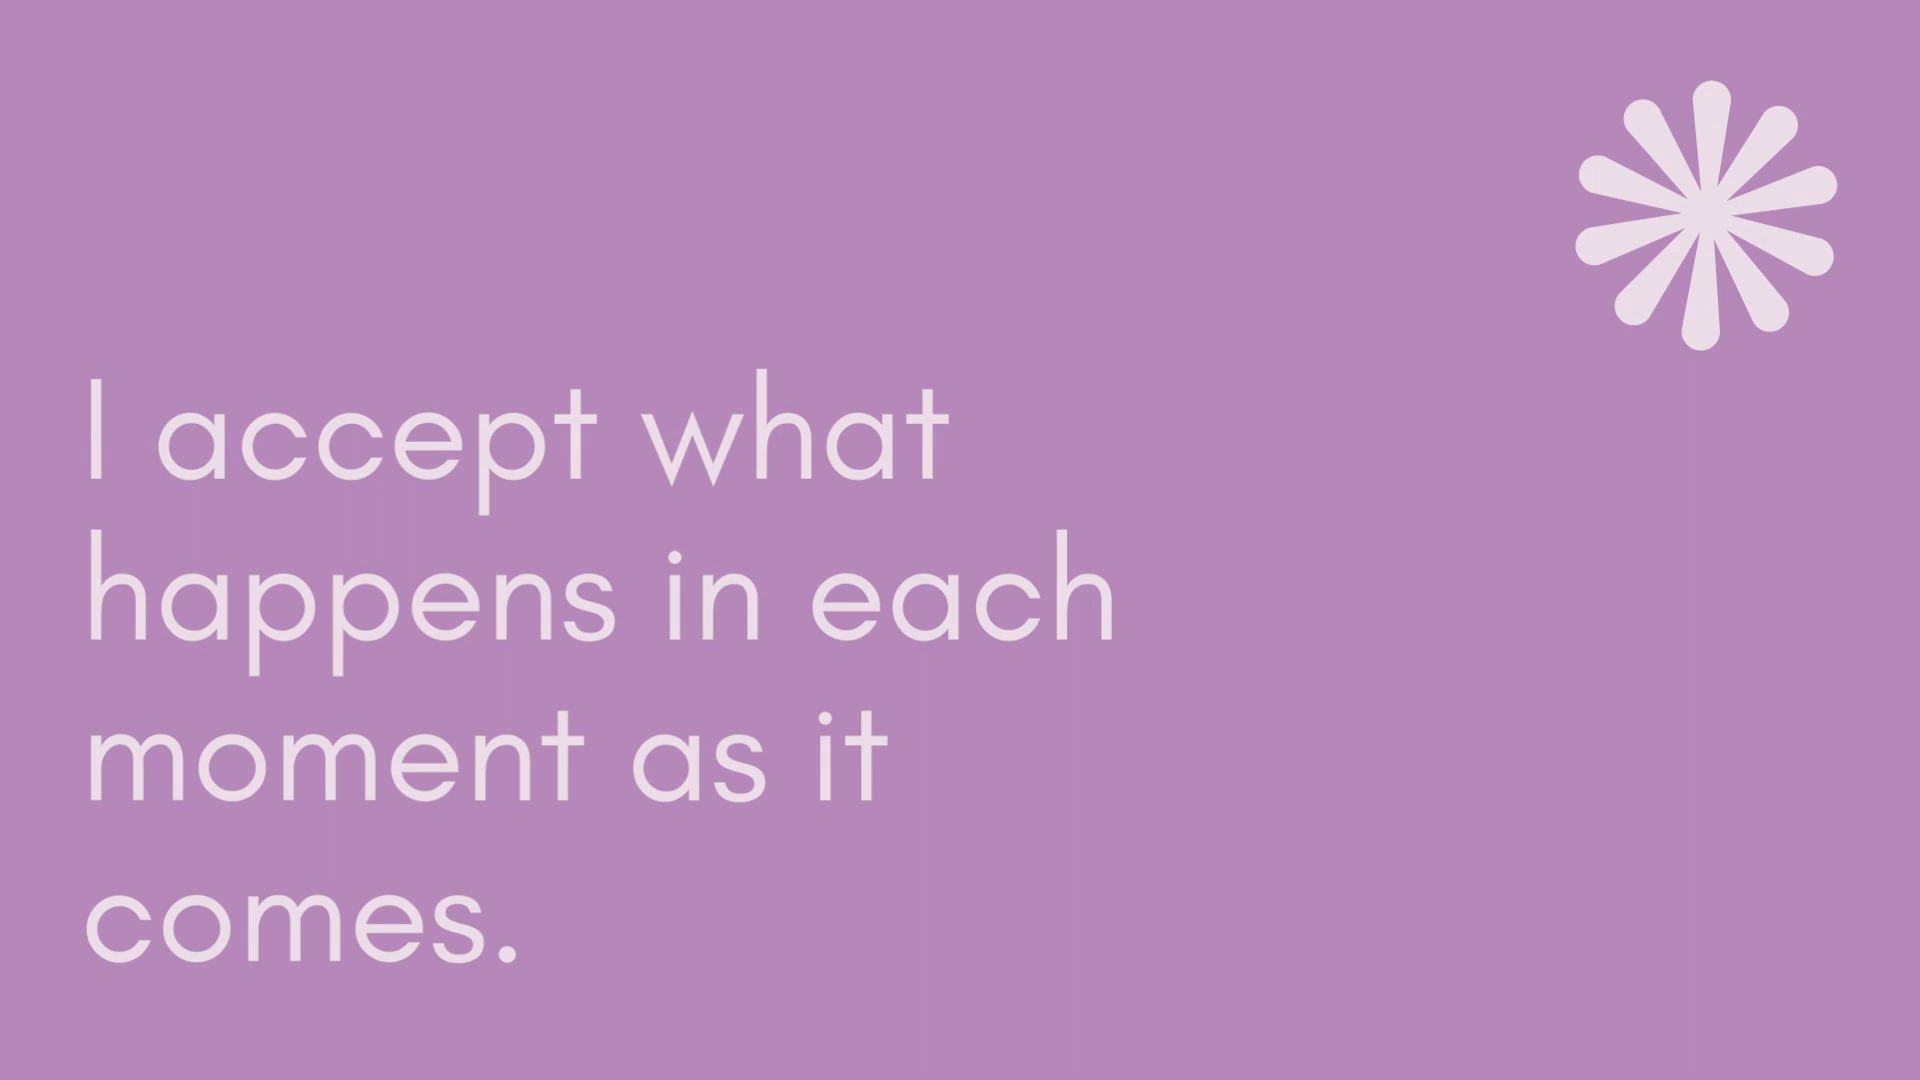 I accept what
happens in each
moment as it
comes.